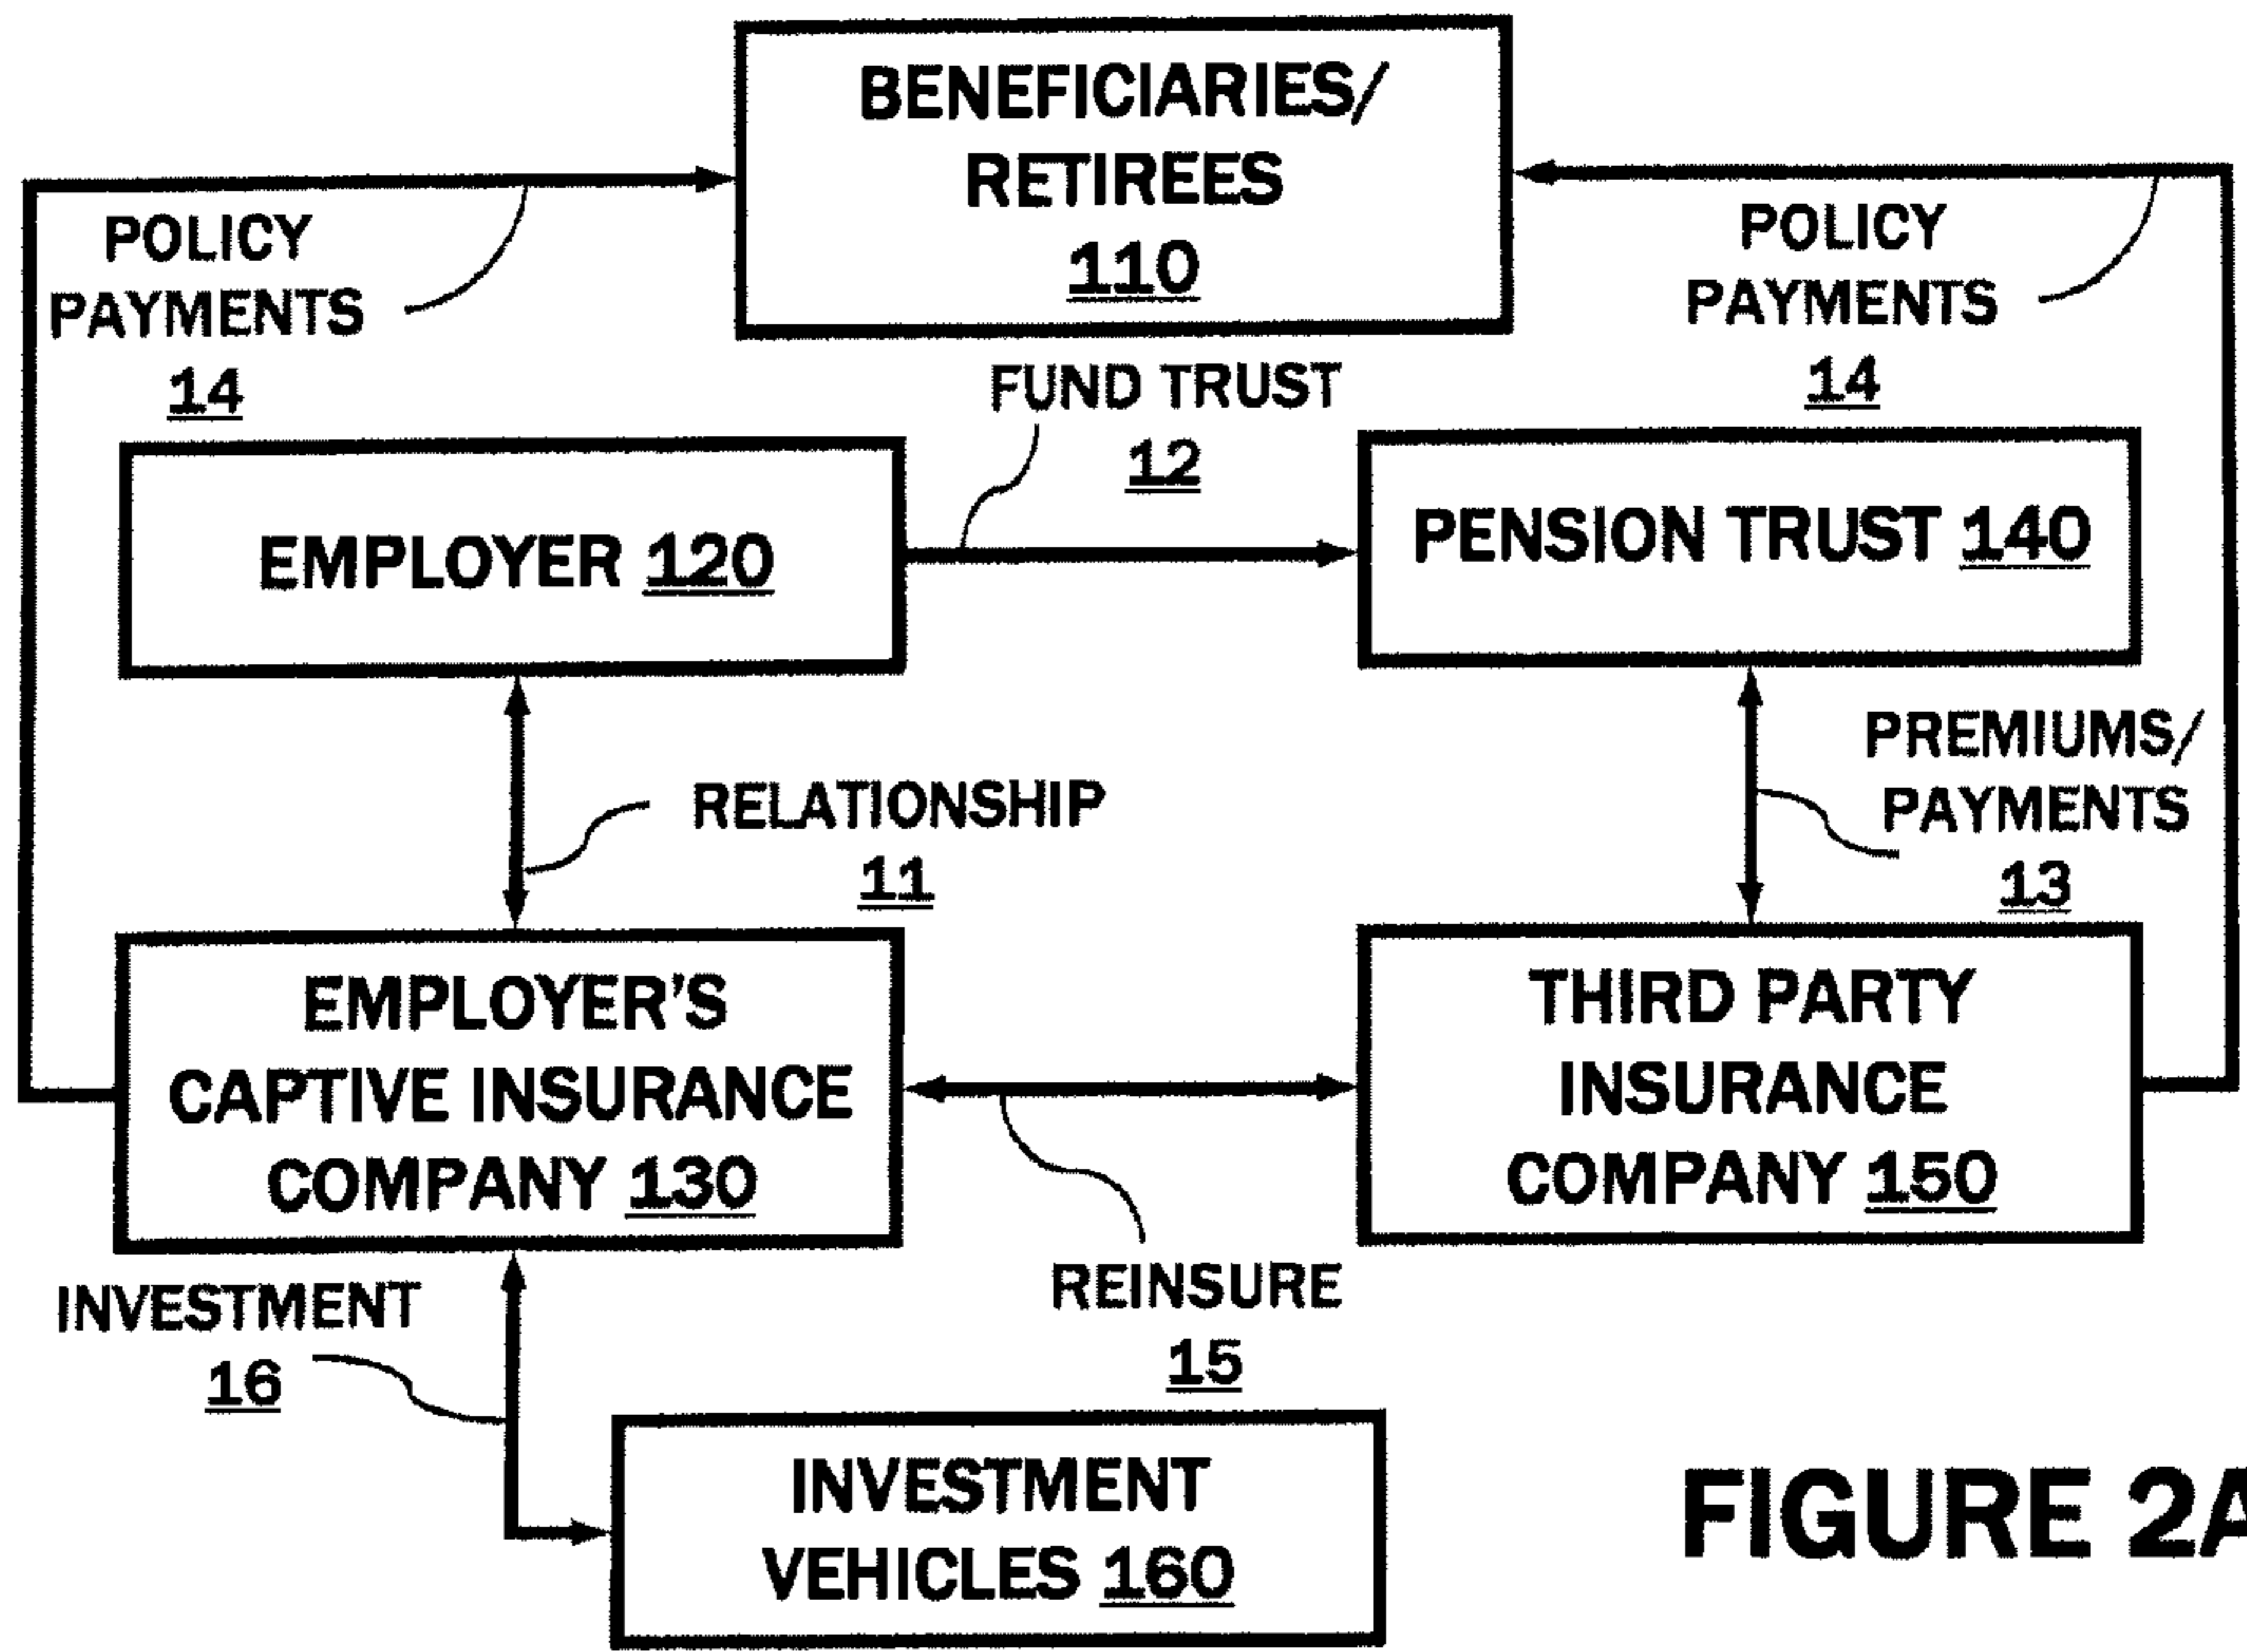 BENEFICIARIES/
RETIREES
110
POLICY
PAYMENTS
14
POLICY
PAYMENTS
14
FUND TRUST
12
EMPLOYER 120
PENSION TRUST 140
RELATIONSHIP
11
PREMIUMS/
PAYMENTS
13
EMPLOYER'S
CAPTIVE INSURANCE
COMPANY 130
THIRD PARTY
INSURANCE
COMPANY 150
REINSURE
15
INVESTMENT
16
INVESTMENT
VEHICLES 160
FIGURE 2A